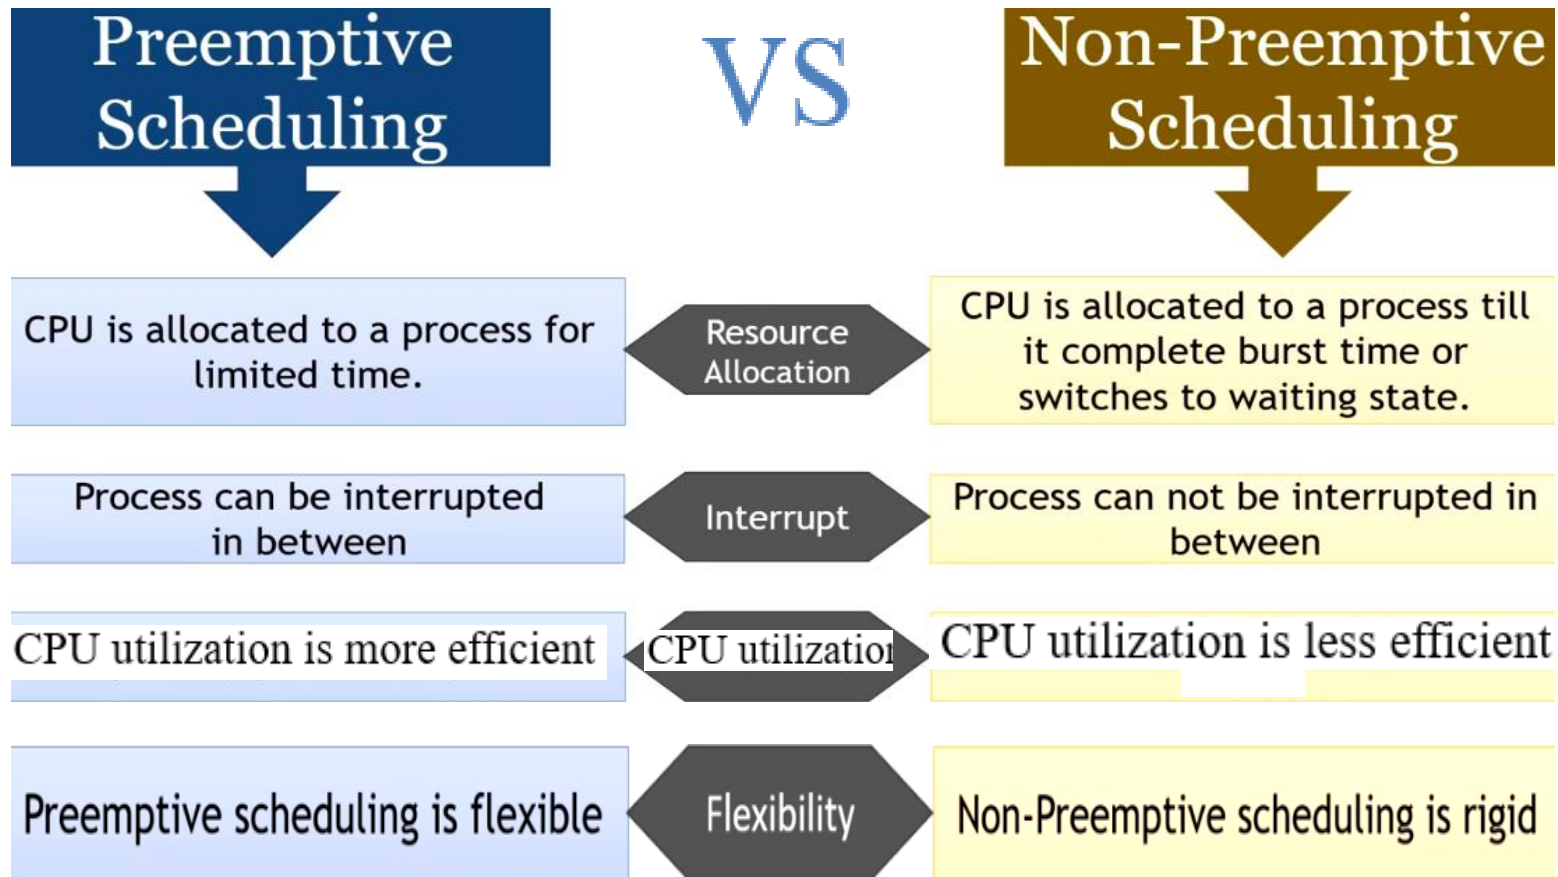 Preemptive
Scheduling
VS
Non-Preemptive
Scheduling
CPU is allocated to a process for
limited time.
Resource
Allocation
CPU is allocated to a process till
it complete burst time or
switches to waiting state.
Process can be interrupted
in between
Interrupt
Process can not be interrupted in
between
CPU utilization is more efficient
CPU utilization
CPU utilization is less efficient
Preemptive scheduling is flexible
Flexibility
Non-Preemptive scheduling is rigid